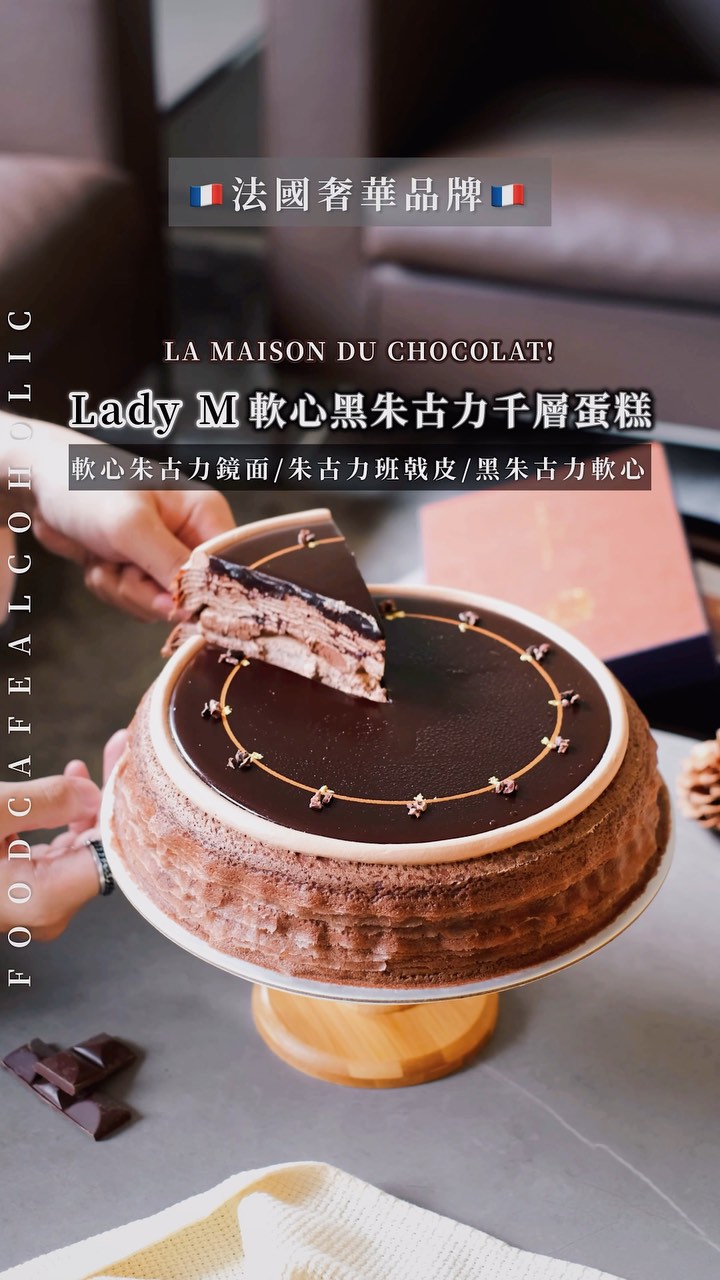 🇫🇷法國奢華品牌🇫🇷
LA MAISON DU CHOCOLAT!
Lady M 軟心黑朱古力千層蛋糕
軟心朱古力鏡面/朱古力班戟皮/黑朱古力軟心
FOODCAFEALCOHOLIC